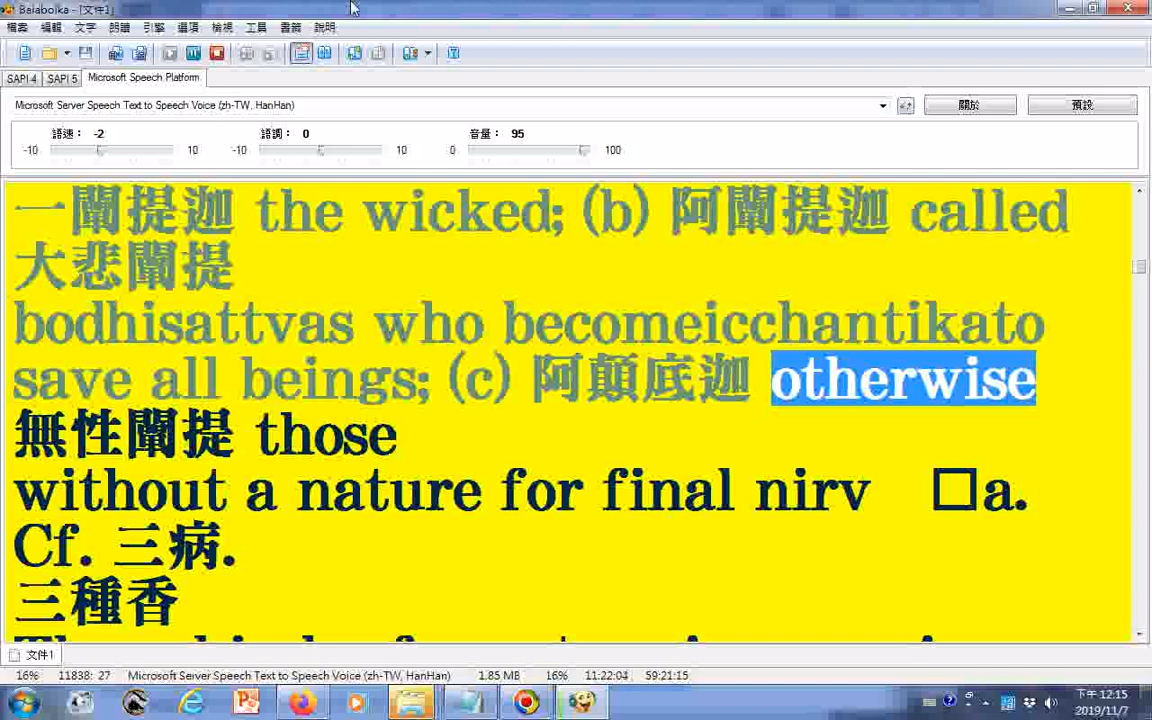 Balabolka - [文件1]
檔案 編輯 文字 朗讀 引擎 選項 檢視 工具 書籤 說明
SAPI 4 SAPI 5 Microsoft Speech Platform
Microsoft Server Speech Text to Speech Voice (zh-TW, HanHan) 關於 預設
語速： -2 語調： 0 音量： 95
-10 10 -10 10 0 100
一闡提迦 the wicked; (b) 阿闡提迦 called
大悲闡提
bodhisattvas who becomeicchantikato
save all beings; (c) 阿顛底迦 otherwise
無性闡提 those
without a nature for final nirv □a.
Cf. 三病.
三種香
文件1
16% 11838: 27 Microsoft Server Speech Text to Speech Voice (zh-TW, HanHan) 1.85 MB 16% 11:22:04 59:21:15
下午 12:15
2019/11/7